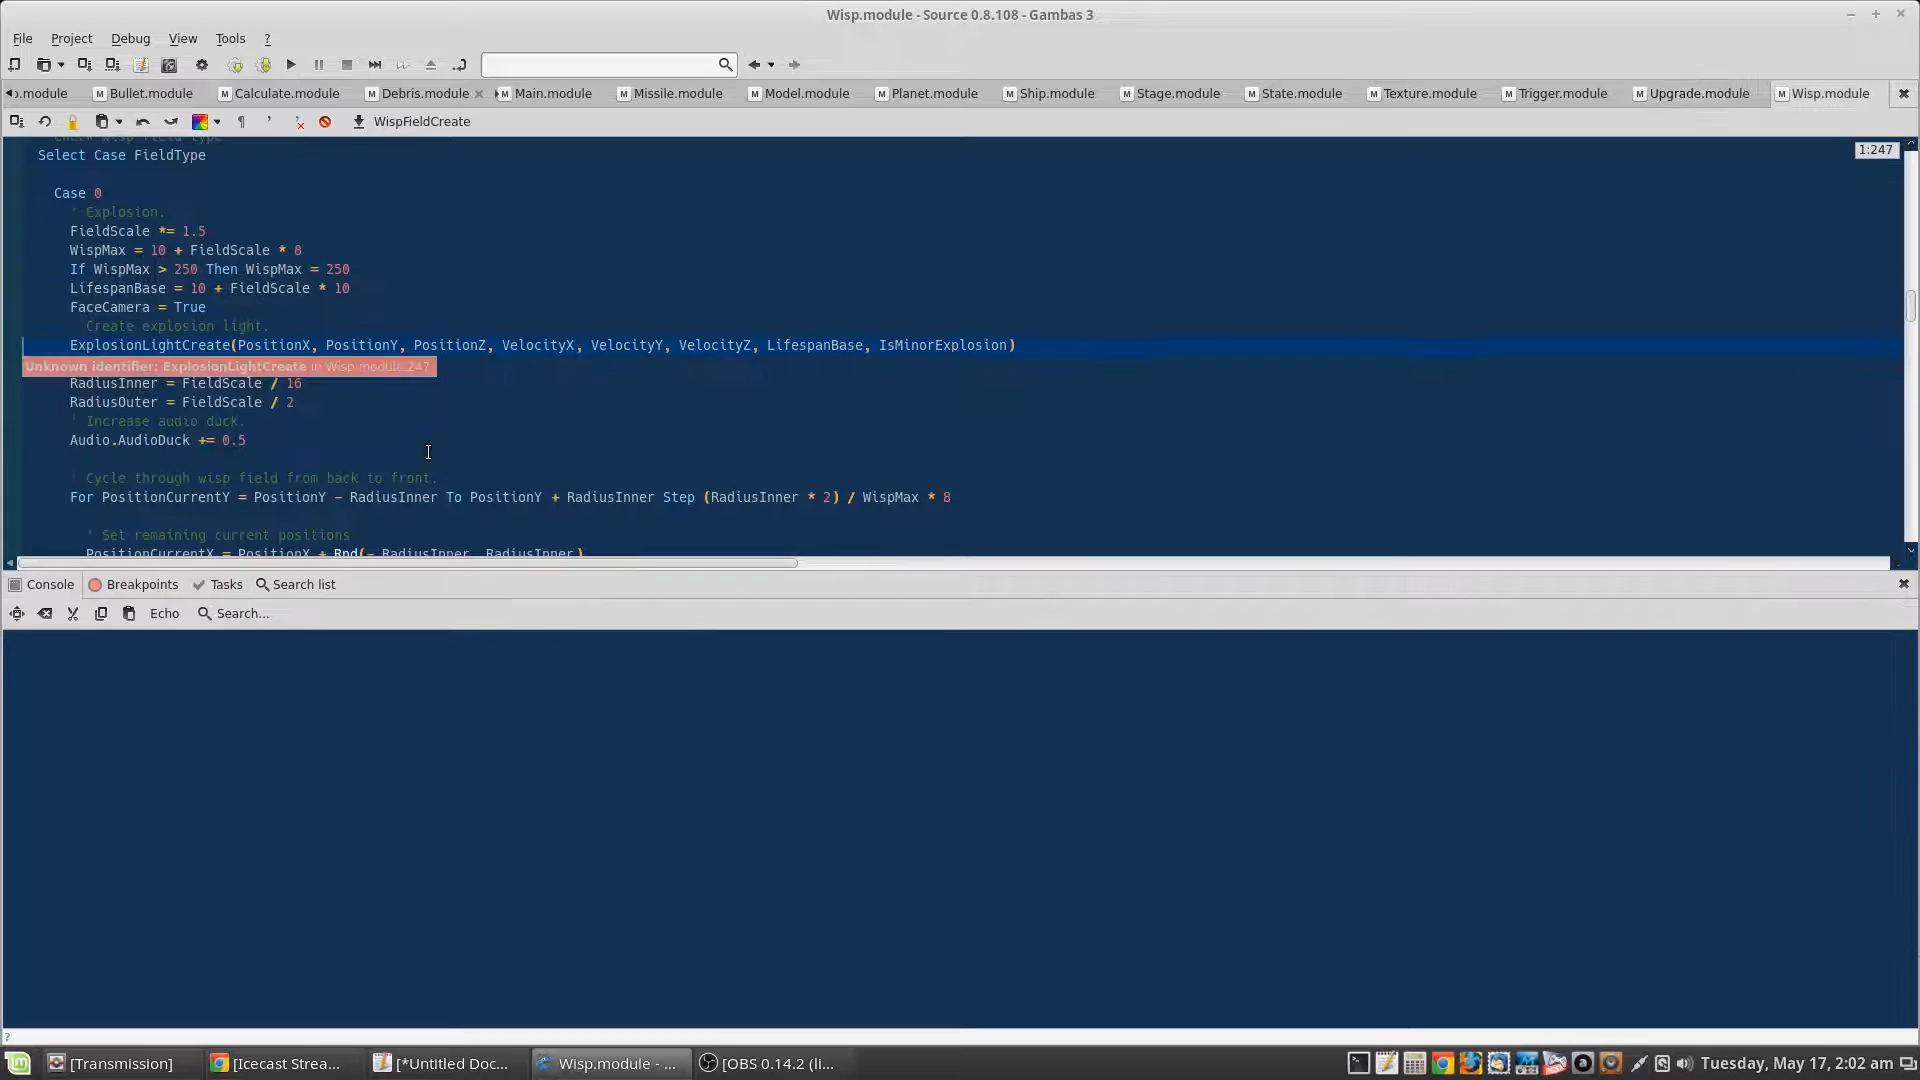 Wisp.module - Source 0.8.108 - Gambas 3
File Project Debug View Tools ?
.module Bullet.module Calculate.module Debris.module Main.module Missile.module Model.module Planet.module Ship.module Stage.module State.module Texture.module Trigger.module Upgrade.module Wisp.module
WispFieldCreate
1:247
Select Case FieldType
Case 0
' Explosion.
FieldScale *= 1.5
WispMax = 10 + FieldScale * 8
If WispMax > 250 Then WispMax = 250
LifespanBase = 10 + FieldScale * 10
FaceCamera = True
Create explosion light.
ExplosionLightCreate(PositionX, PositionY, PositionZ, VelocityX, VelocityY, VelocityZ, LifespanBase, IsMinorExplosion)
Unknown identifier: ExplosionLightCreate in Wisp.module:247
RadiusInner = FieldScale / 16
RadiusOuter = FieldScale / 2
' Increase audio duck.
Audio.AudioDuck += 0.5
' Cycle through wisp field from back to front.
For PositionCurrentY = PositionY - RadiusInner To PositionY + RadiusInner Step (RadiusInner * 2) / WispMax * 8
' Set remaining current positions
PositionCurrentX = PositionX + Rnd(- RadiusInner, RadiusInner)
Console Breakpoints Tasks Search list
Echo Search...
?
[Transmission] [Icecast Strea... [*Untitled Doc... Wisp.module - ... [OBS 0.14.2 (li... Tuesday, May 17, 2:02 am